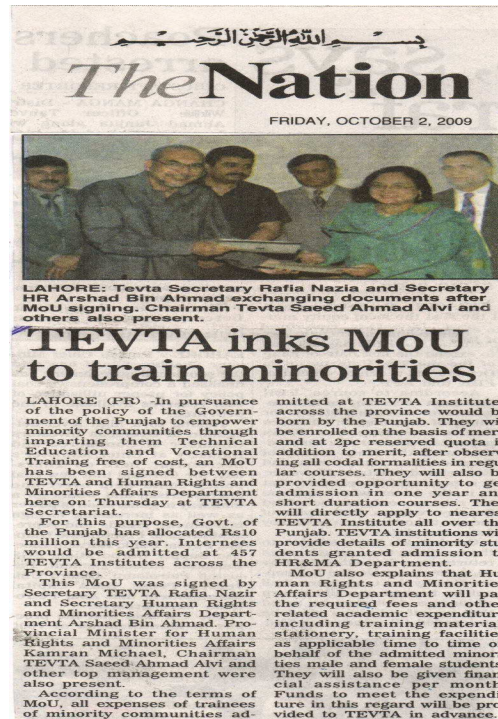 بسم الله الرحمن الرحيم
The Nation
FRIDAY, OCTOBER 2, 2009
LAHORE: Tevta Secretary Rafia Nazia and Secretary
HR Arshad Bin Ahmad exchanging documents after
MoU signing. Chairman Tevta Saeed Ahmad Alvi and
others also present.
TEVTA inks MoU
to train minorities
LAHORE (PR) -In pursuance
of the policy of the Govern-
ment of the Punjab to empower
minority communities through
imparting them Technical
Education and Vocational
Training free of cost, an MoU
has been signed between
TEVTA and Human Rights and
Minorities Affairs Department
here on Thursday at TEVTA
Secretariat.
For this purpose, Govt. of
the Punjab has allocated Rs10
million this year. Internees
would be admitted at 457
TEVTA Institutes across the
Province.
This MoU was signed by
Secretary TEVTA Rafia Nazir
and Secretary Human Rights
and Minorities Affairs Depart-
ment Arshad Bin Ahmad. Pro-
vincial Minister for Human
Rights and Minorities Affairs
Kamran Michael, Chairman
TEVTA Saeed Ahmad Alvi and
other top management were
also present.
According to the terms of
MoU, all expenses of trainees
of minority communities ad-
mitted at TEVTA Institute
across the province would b
born by the Punjab. They wi
be enrolled on the basis of mer
and at 2pc reserved quota i
addition to merit, after observ
ing all codal formalities in regu
lar courses. They will also b
provided opportunity to ge
admission in one year an
short duration courses. The
will directly apply to neares
TEVTA Institute all over th
Punjab. TEVTA institutions wi
provide details of minority stu
dents granted admission t
HR&MA Department.
MoU also explains that Hu
man Rights and Minoritie
Affairs Department will pa
the required fees and othe
related academic expenditur
including training materia
stationery, training facilitie
as applicable time to time o
behalf of the admitted minor
ties male and female students
They will also be given finan
cial assistance per month
Funds to meet the expendi
ture in this regard will be pro
vided to TEVTA in advance